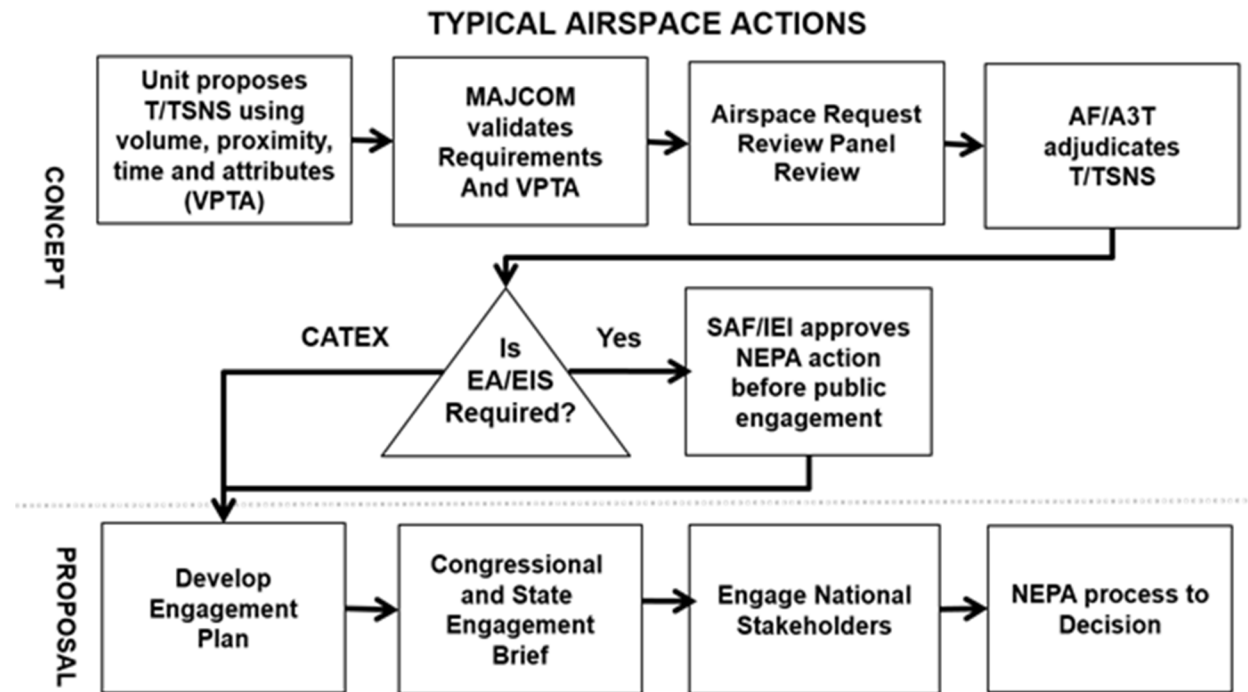 TYPICAL AIRSPACE ACTIONS
CONCEPT
Unit proposes
T/TSNS using
volume, proximity,
time and attributes
(VPTA)
MAJCOM
validates
Requirements
And VPTA
Airspace Request
Review Panel
Review
AF/A3T
adjudicates
T/TSNS
CATEX
Is
EA/EIS
Required?
Yes
SAF/IEI approves
NEPA action
before public
engagement
PROPOSAL
Develop
Engagement
Plan
Congressional
and State
Engagement
Brief
Engage National
Stakeholders
NEPA process to
Decision